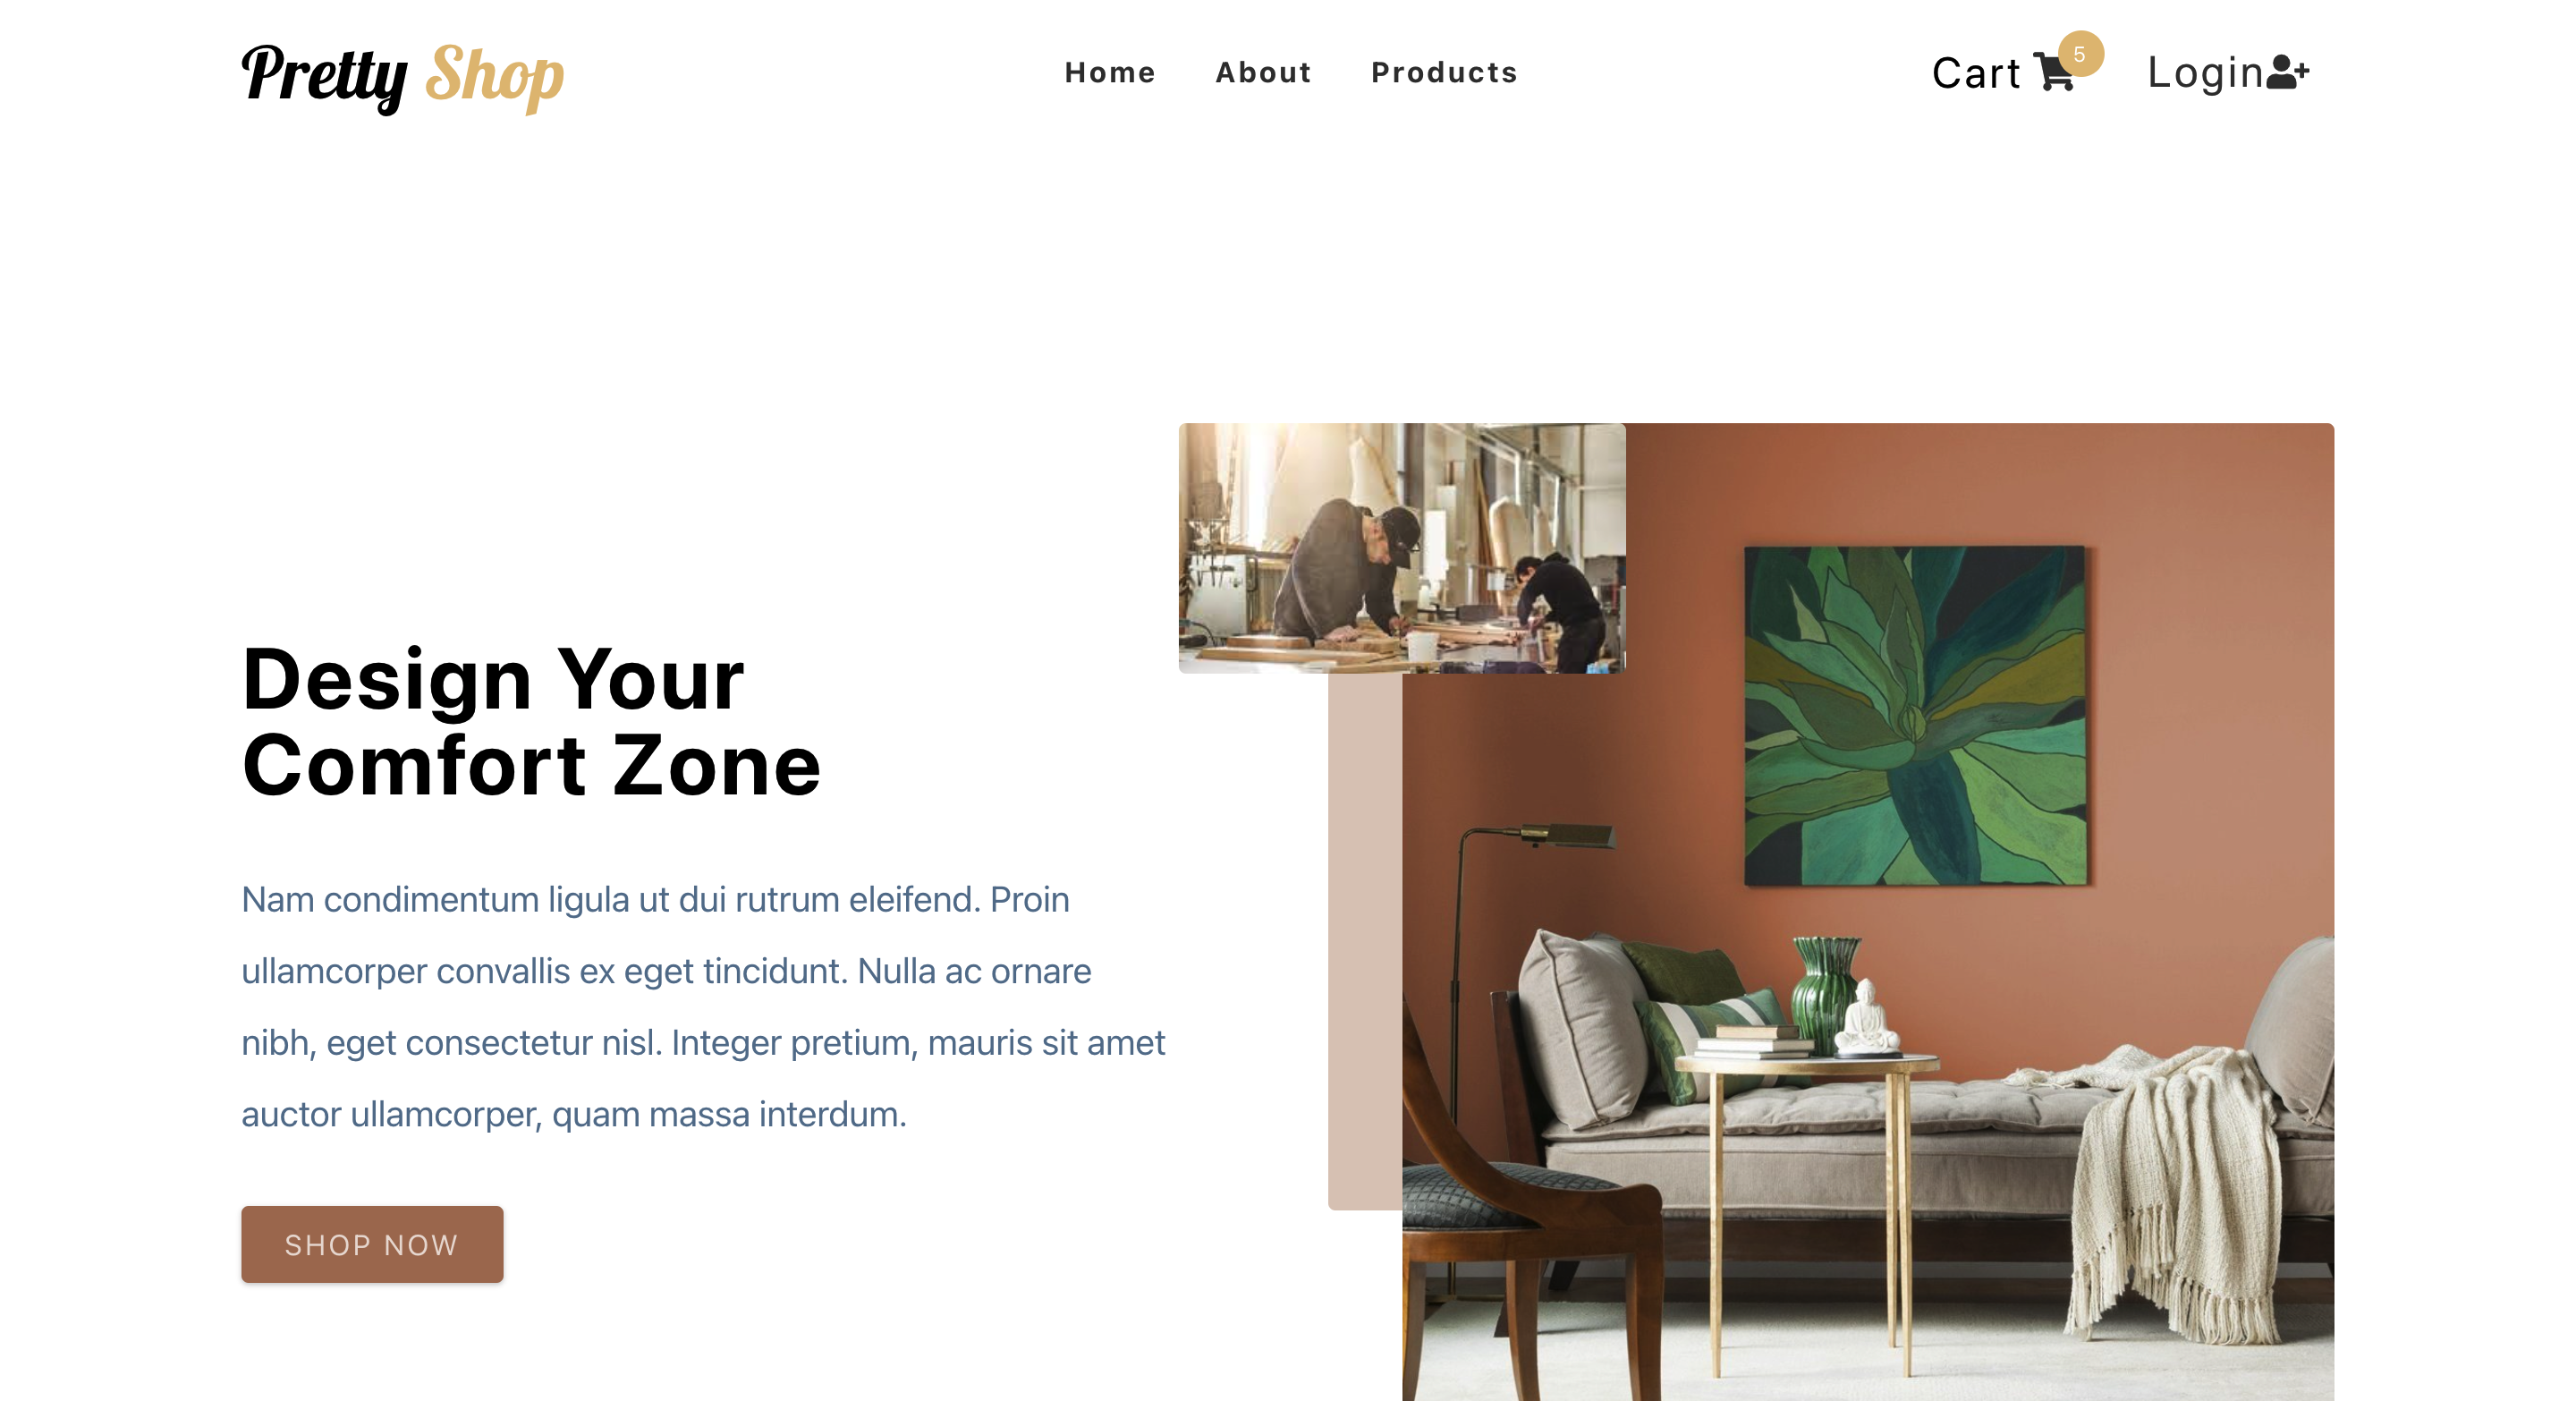 Pretty Shop
Home About Products
Cart 5 Login
Design Your
Comfort Zone
Nam condimentum ligula ut dui rutrum eleifend. Proin
ullamcorper convallis ex eget tincidunt. Nulla ac ornare
nibh, eget consectetur nisl. Integer pretium, mauris sit amet
auctor ullamcorper, quam massa interdum.
SHOP NOW